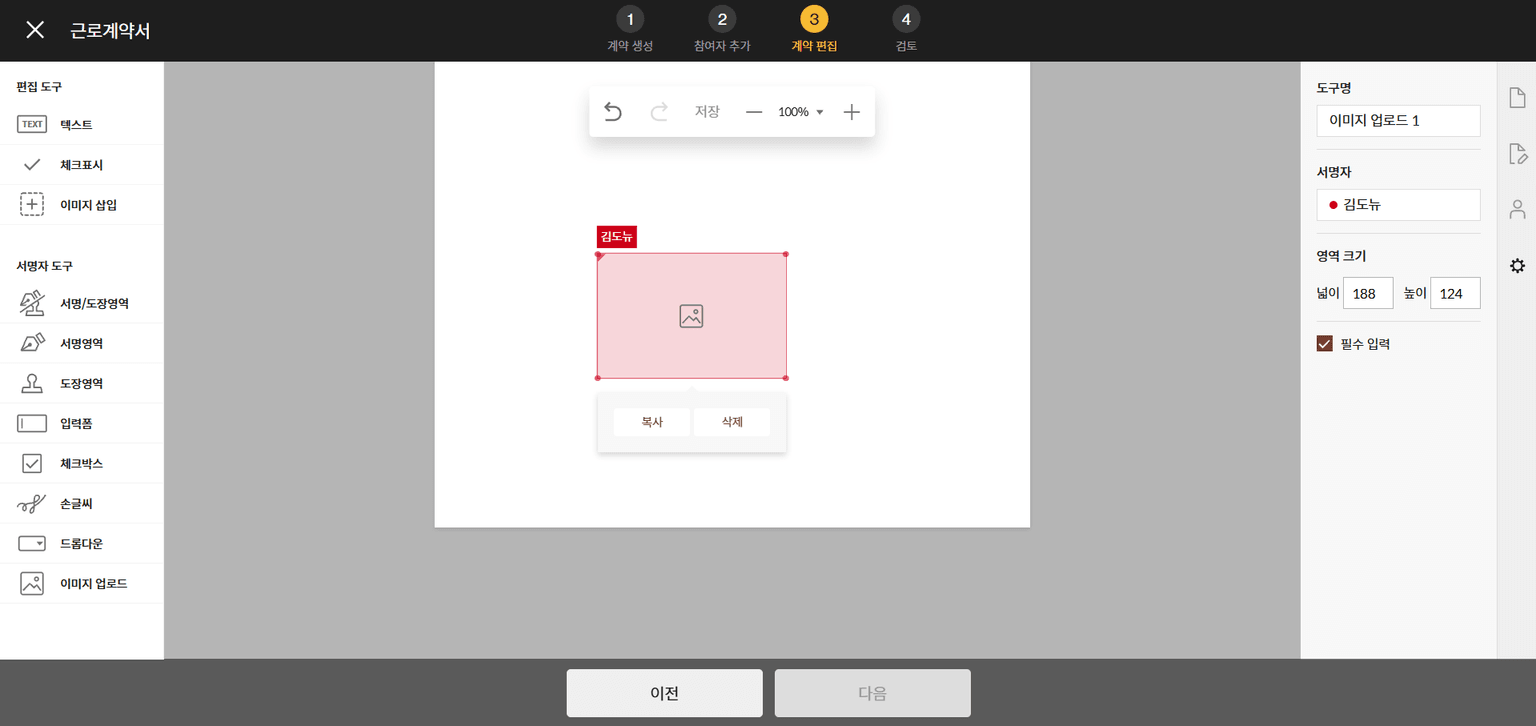 근로계약서
1
2
3
4
계약 생성
참여자 추가
계약 편집
검토
편집 도구
TEXT 텍스트
체크표시
이미지 삽입
서명자 도구
서명/도장영역
서명영역
도장영역
입력폼
체크박스
손글씨
드롭다운
이미지 업로드
저장 100%
김도뉴
복사 삭제
도구명
이미지 업로드 1
서명자
김도뉴
영역 크기
넓이 188 높이 124
필수 입력
이전 다음